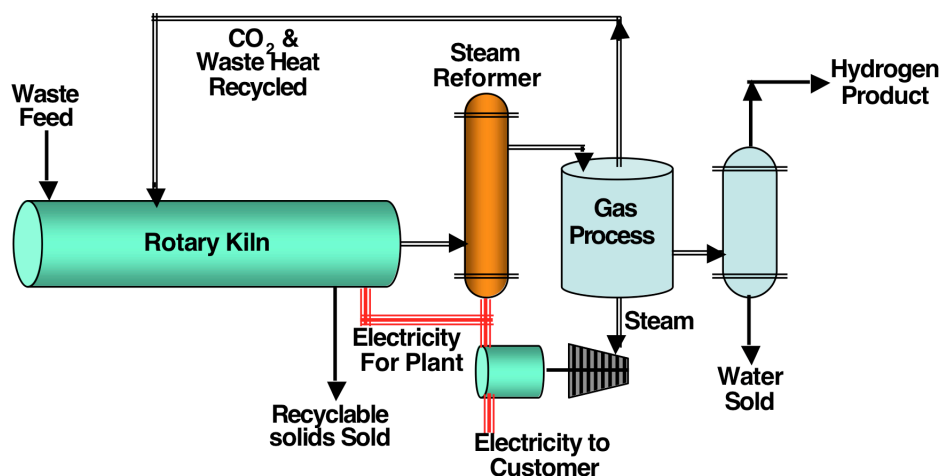 CO₂ &
Waste Heat
Recycled
Steam
Reformer
Hydrogen
Product
Waste
Feed
Rotary Kiln
Gas
Process
Steam
Electricity
For Plant
Water
Sold
Recyclable
solids Sold
Electricity to
Customer